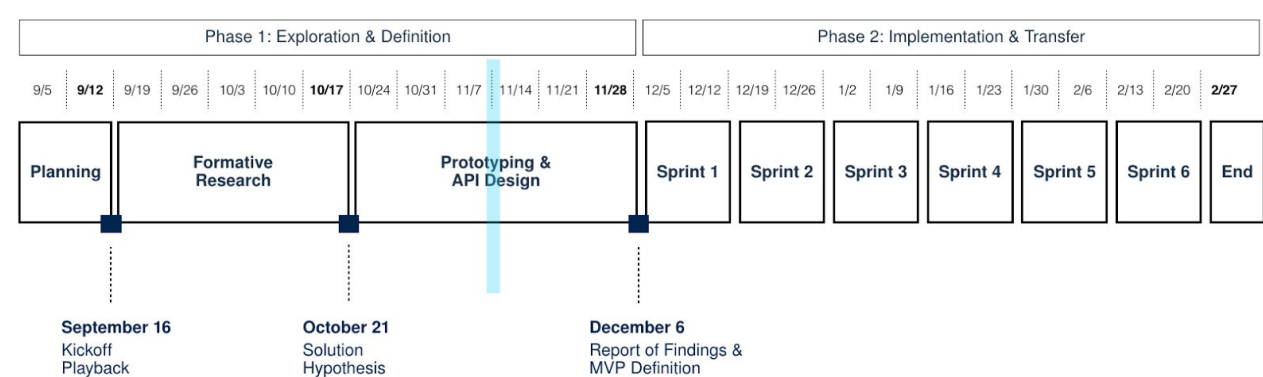 Phase 1: Exploration & Definition
Phase 2: Implementation & Transfer
9/5 9/12 9/19 9/26 10/3 10/10 10/17 10/24 10/31 11/7 11/14 11/21 11/28 12/5 12/12 12/19 12/26 1/2 1/9 1/16 1/23 1/30 2/6 2/13 2/20 2/27
Planning
Formative
Research
Prototyping &
API Design
Sprint 1
Sprint 2
Sprint 3
Sprint 4
Sprint 5
Sprint 6
End
September 16
Kickoff
Playback
October 21
Solution
Hypothesis
December 6
Report of Findings &
MVP Definition